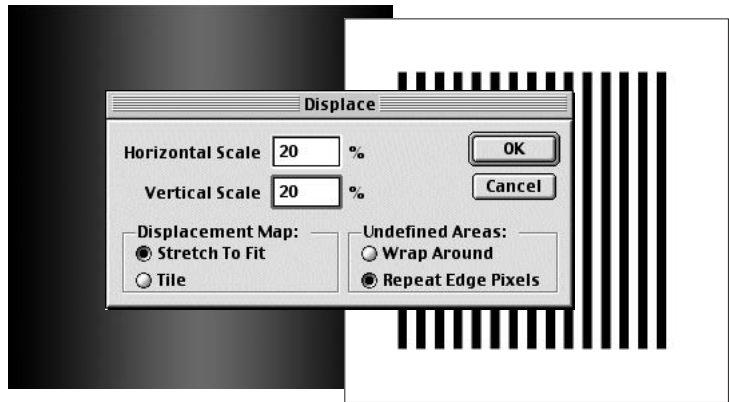 Displace
Horizontal Scale 20 %
OK
Vertical Scale 20 %
Cancel
Displacement Map:
Stretch To Fit
Tile
Undefined Areas:
Wrap Around
Repeat Edge Pixels